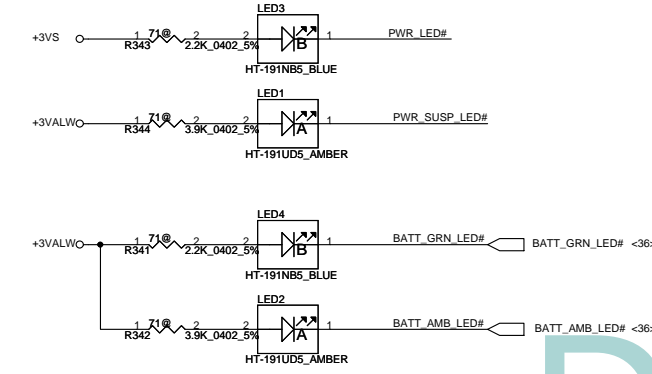 LED3
+3VS 1 71@ 2 2 1 PWR_LED#
R343 2.2K_0402_5% B
HT-191NB5_BLUE
LED1
+3VALW 1 71@ 2 2 1 PWR_SUSP_LED#
R344 3.9K_0402_5% A
HT-191UD5_AMBER
LED4
+3VALW 1 71@ 2 2 1 BATT_GRN_LED# BATT_GRN_LED# <36>
R341 2.2K_0402_5% B
HT-191NB5_BLUE
LED2
1 71@ 2 2 1 BATT_AMB_LED# BATT_AMB_LED# <36>
R342 3.9K_0402_5% A
HT-191UD5_AMBER